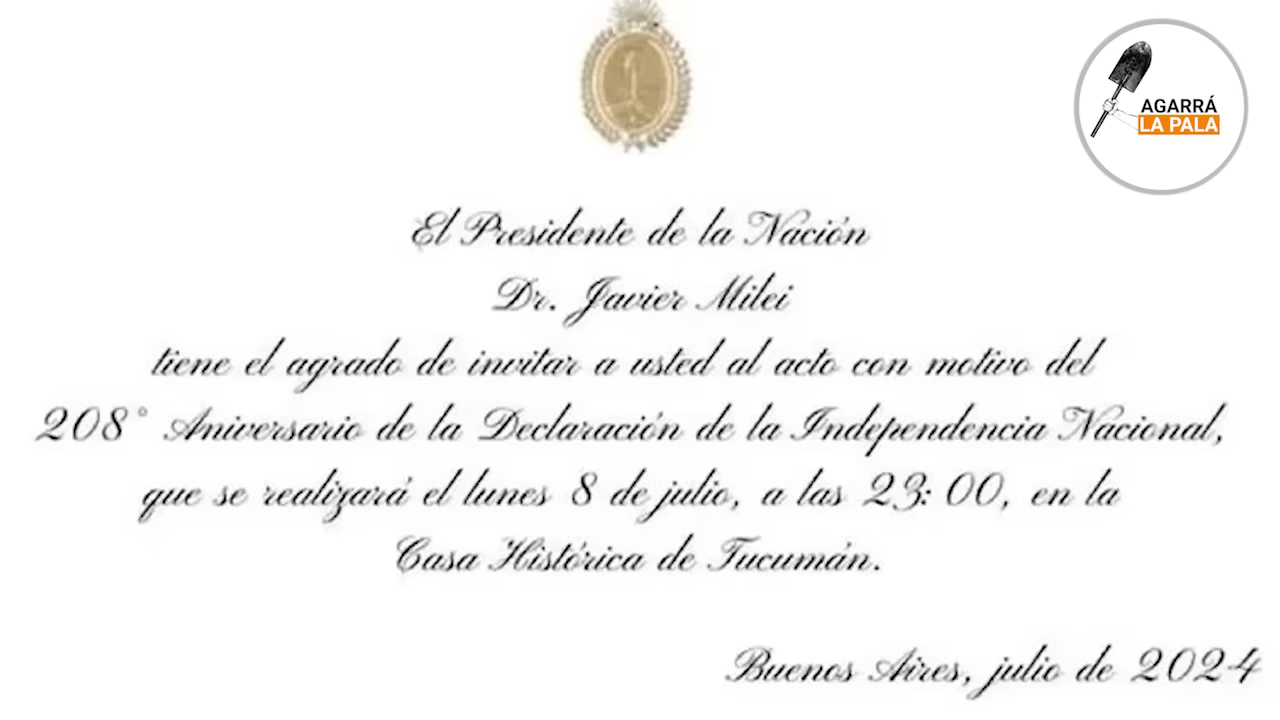 AGARRÁ
LA PALA
El Presidente de la Nación
Dr. Javier Milei
tiene el agrado de invitar a usted al acto con motivo del
208° Aniversario de la Declaración de la Independencia Nacional,
que se realizará el lunes 8 de julio, a las 23:00, en la
Casa Histórica de Tucumán.
Buenos Aires, julio de 2024